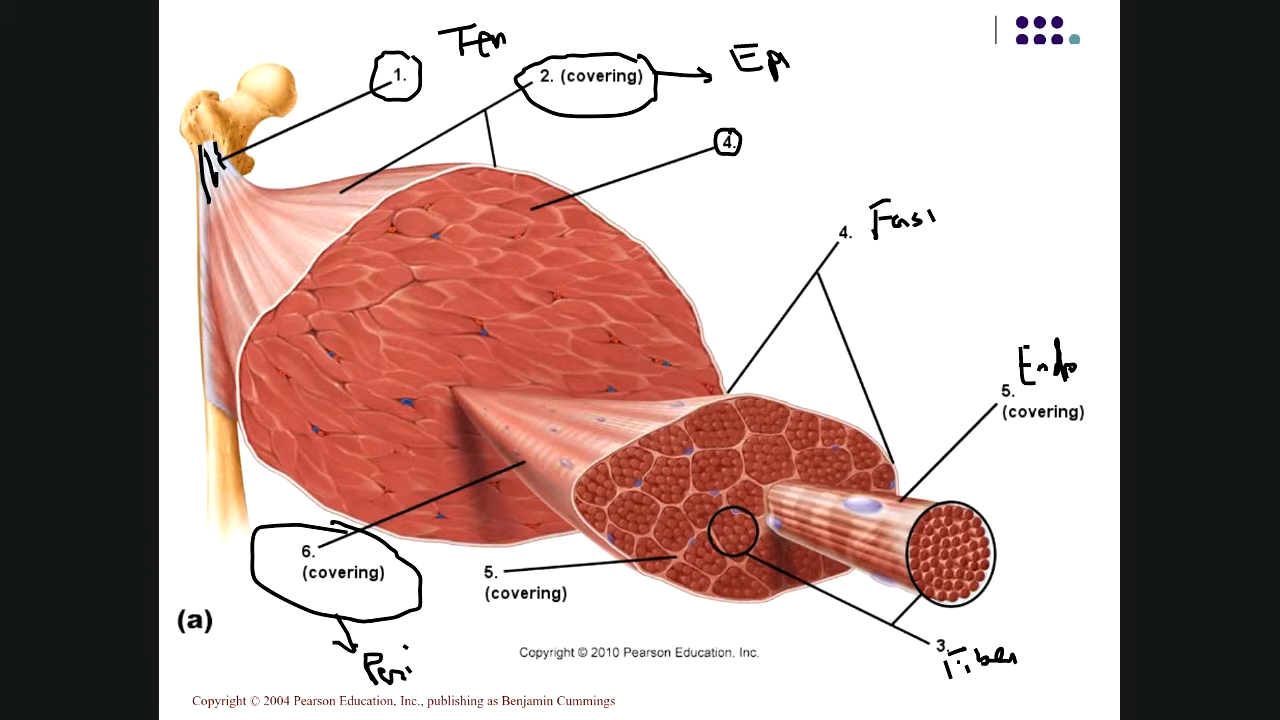 Ten
1.
2. (covering)
Epi
4.
4. Fasi
Endo
5.
(covering)
6.
(covering)
5.
(covering)
(a)
3.
Fiber
Peri
Copyright © 2010 Pearson Education, Inc.
Copyright © 2004 Pearson Education, Inc., publishing as Benjamin Cummings